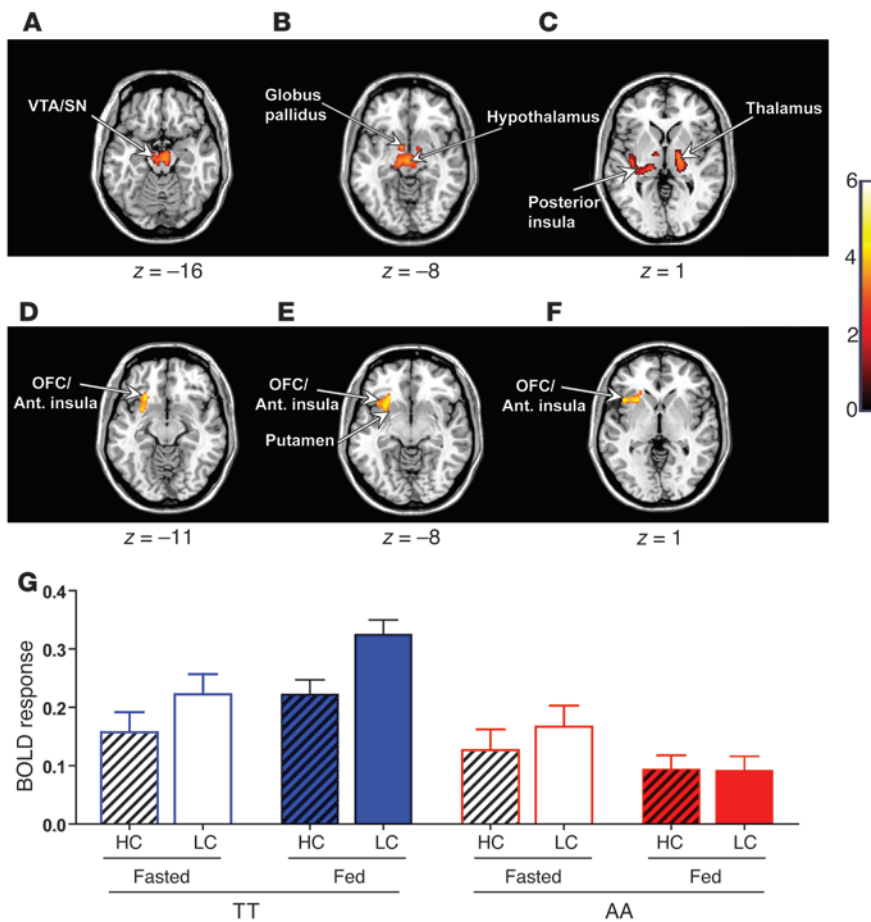 A
B
C
VTA/SN
Globus
pallidus
Hypothalamus
Thalamus
Posterior
insula
z = –16
z = –8
z = 1
6
4
2
0
D
E
F
OFC/
Ant. insula
OFC/
Ant. insula
Putamen
OFC/
Ant. insula
z = –11
z = –8
z = 1
G
BOLD response
0.4
0.3
0.2
0.1
0.0
HC LC HC LC HC LC HC LC
Fasted Fed Fasted Fed
TT AA